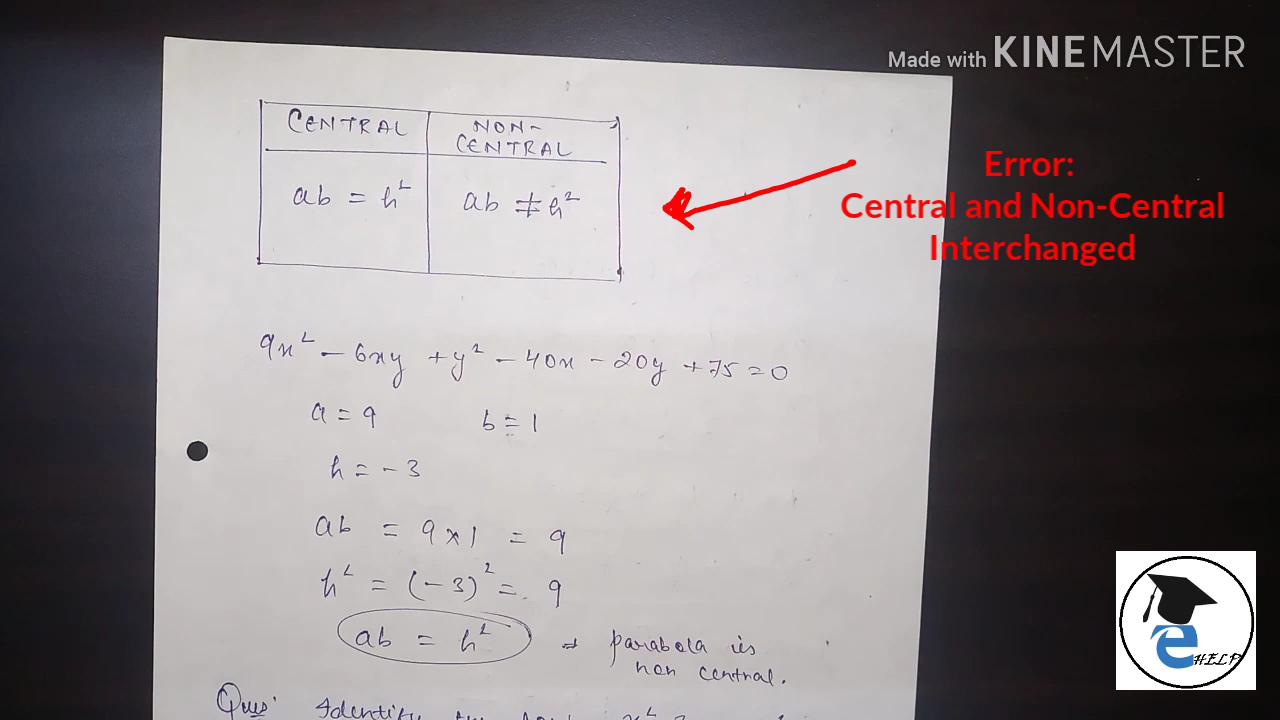 Made with KINEMASTER
CENTRAL
NON-
CENTRAL
ab = h²
ab ≠ h²
Error:
Central and Non-Central
Interchanged
9x² - 6xy + y² - 40x - 20y + 75 = 0
a = 9 b = 1
h = -3
ab = 9 x 1 = 9
h² = (-3)² = 9
ab = h² ⇒ parabola is
non central.
Ques: Identify
e HELP